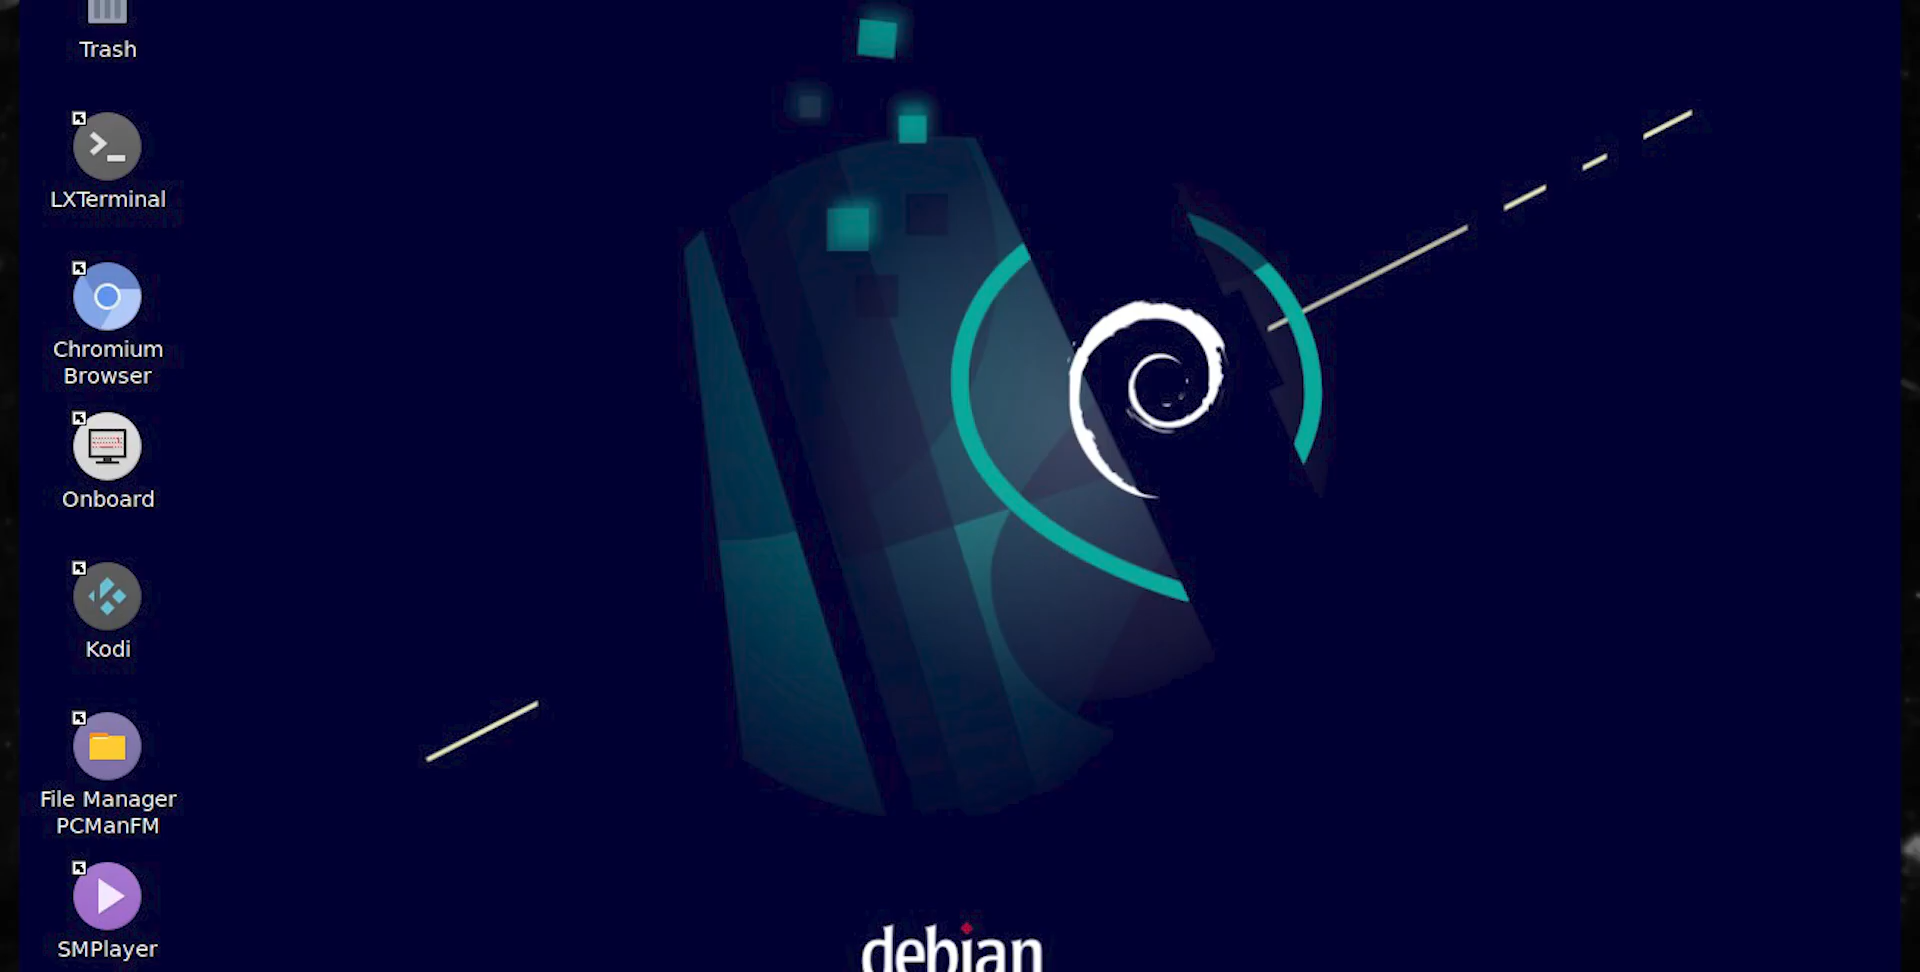 Trash
LXTerminal
Chromium
Browser
Onboard
Kodi
File Manager
PCManFM
SMPlayer
debian